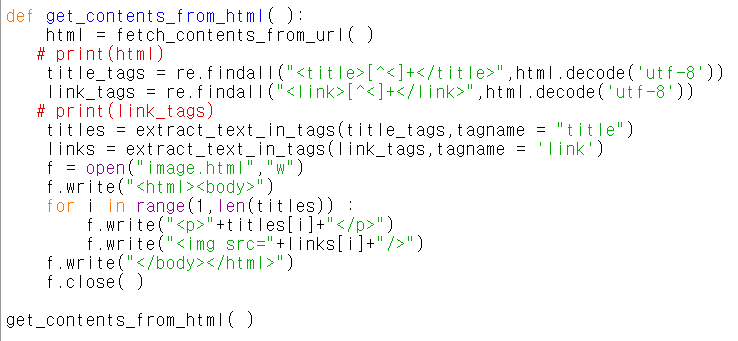 def get_contents_from_html( ):
    html = fetch_contents_from_url( )
   # print(html)
    title_tags = re.findall("<title>[^<]+</title>",html.decode('utf-8'))
    link_tags = re.findall("<link>[^<]+</link>",html.decode('utf-8'))
   # print(link_tags)
    titles = extract_text_in_tags(title_tags,tagname = "title")
    links = extract_text_in_tags(link_tags,tagname = 'link')
    f = open("image.html","w")
    f.write("<html><body>")
    for i in range(1,len(titles)) :
        f.write("<p>"+titles[i]+"</p>")
        f.write("<img src="+links[i]+"/>")
    f.write("</body></html>")
    f.close( )
get_contents_from_html( )